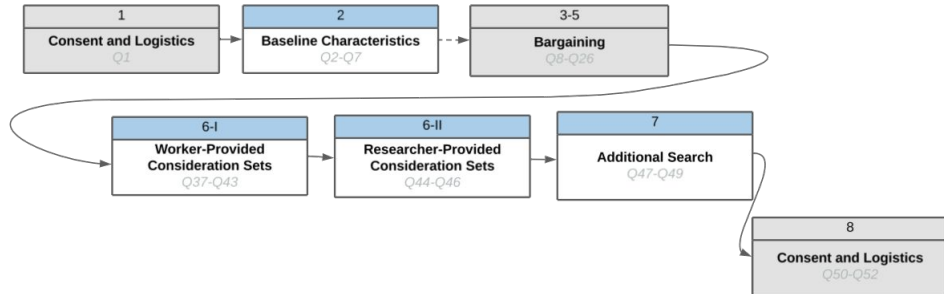 1
Consent and Logistics
Q1
2
Baseline Characteristics
Q2-Q7
3-5
Bargaining
Q8-Q26
6-I
Worker-Provided
Consideration Sets
Q37-Q43
6-II
Researcher-Provided
Consideration Sets
Q44-Q46
7
Additional Search
Q47-Q49
8
Consent and Logistics
Q50-Q52